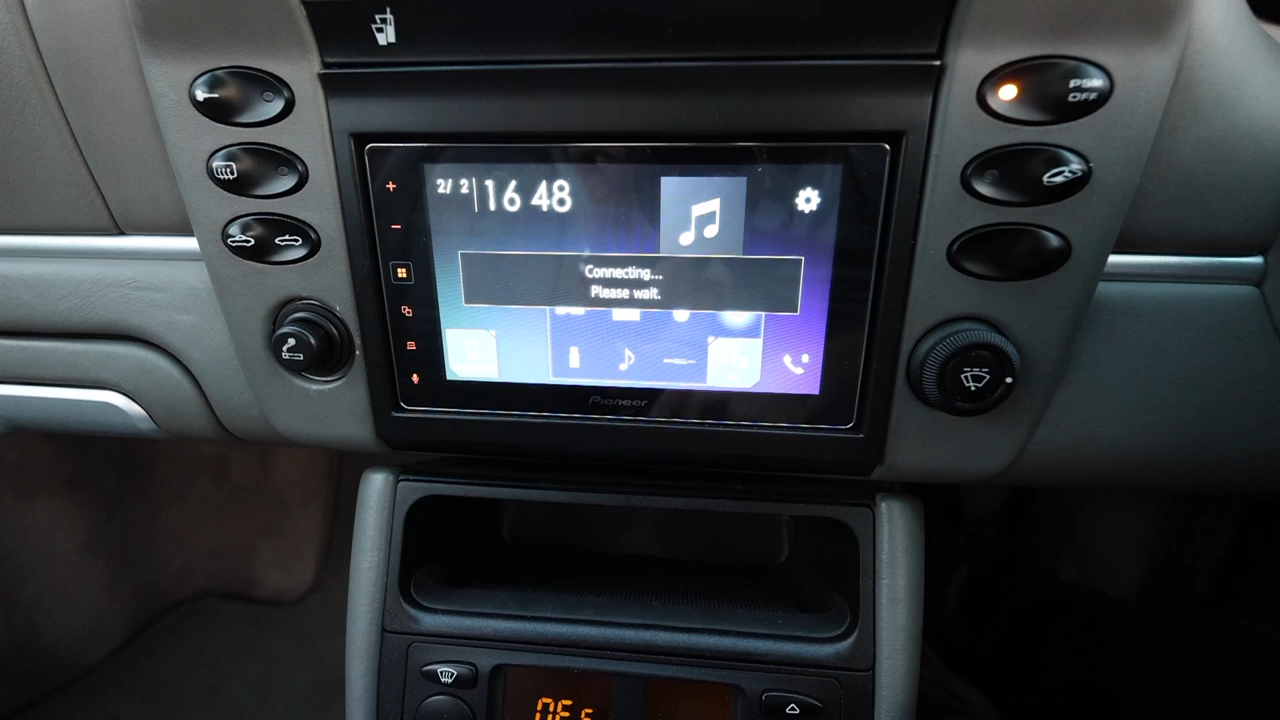 PSM
OFF
2/ 2 16 48
Connecting...
Please wait.
Pioneer